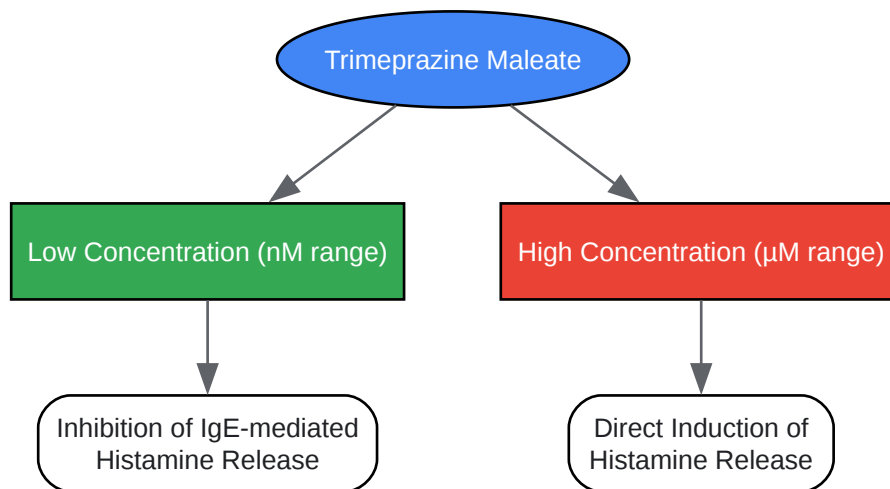 Trimeprazine Maleate
Low Concentration (nM range)
High Concentration (µM range)
Inhibition of IgE-mediated
Histamine Release
Direct Induction of
Histamine Release